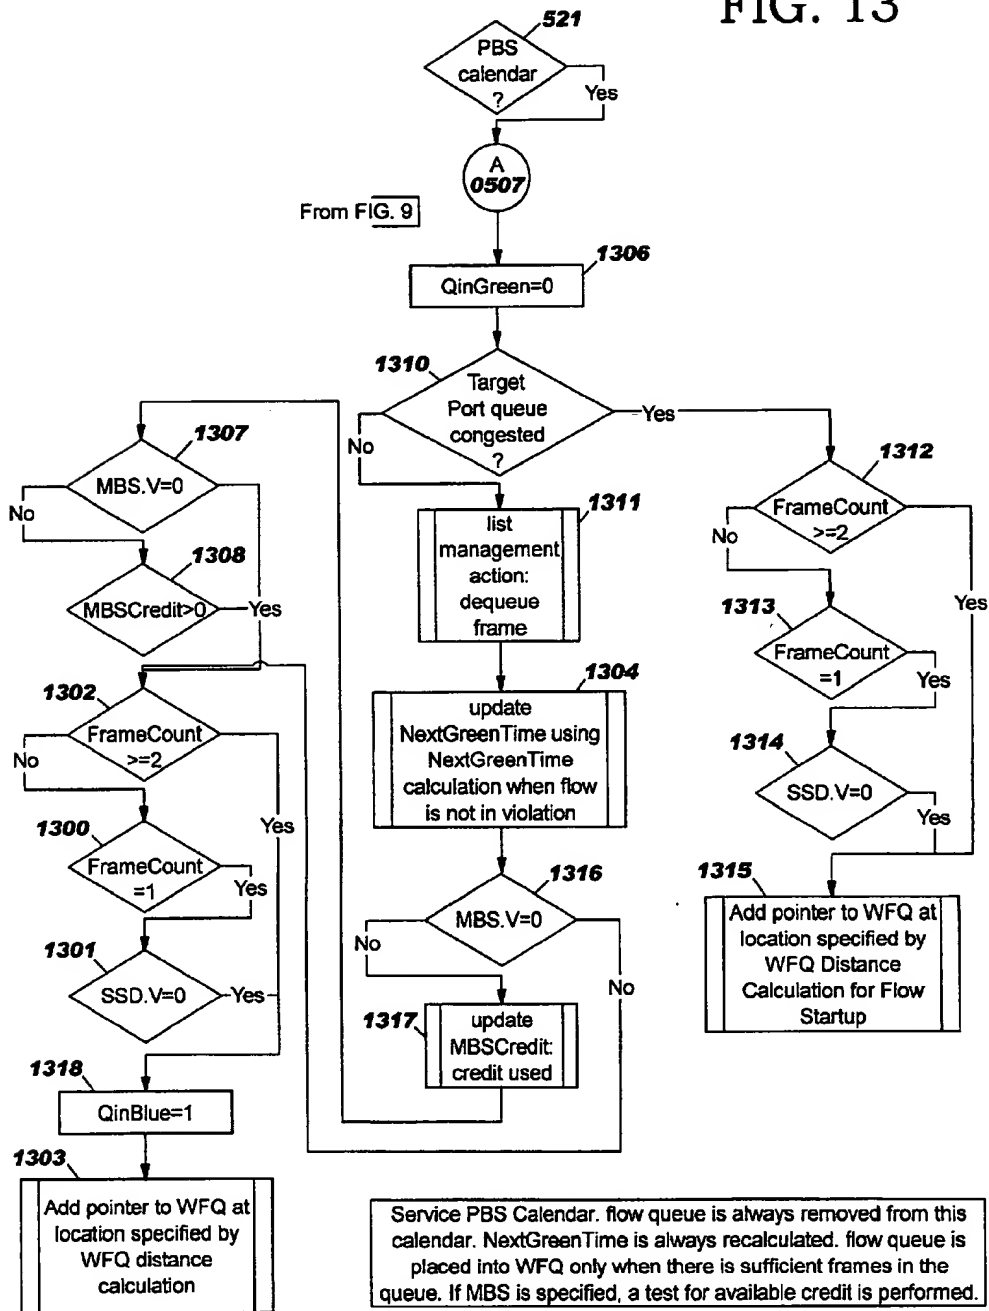 FIG. 13
521
PBS
calendar
?
Yes
A
0507
From FIG. 9
1306
QinGreen=0
1310
Target
Port queue
congested
?
Yes
No
1307
MBS.V=0
No
1308
MBSCredit>0
Yes
1302
FrameCount
>=2
No
Yes
1300
FrameCount
=1
Yes
1301
SSD.V=0
Yes
1318
QinBlue=1
1303
Add pointer to WFQ at
location specified by
WFQ distance
calculation
1311
list
management
action:
dequeue
frame
1304
update
NextGreenTime using
NextGreenTime
calculation when flow
is not in violation
1316
MBS.V=0
No
No
1317
update
MBSCredit:
credit used
1312
FrameCount
>=2
No
Yes
1313
FrameCount
=1
Yes
1314
SSD.V=0
Yes
1315
Add pointer to WFQ at
location specified by
WFQ Distance
Calculation for Flow
Startup
Service PBS Calendar. flow queue is always removed from this
calendar. NextGreenTime is always recalculated. flow queue is
placed into WFQ only when there is sufficient frames in the
queue. If MBS is specified, a test for available credit is performed.